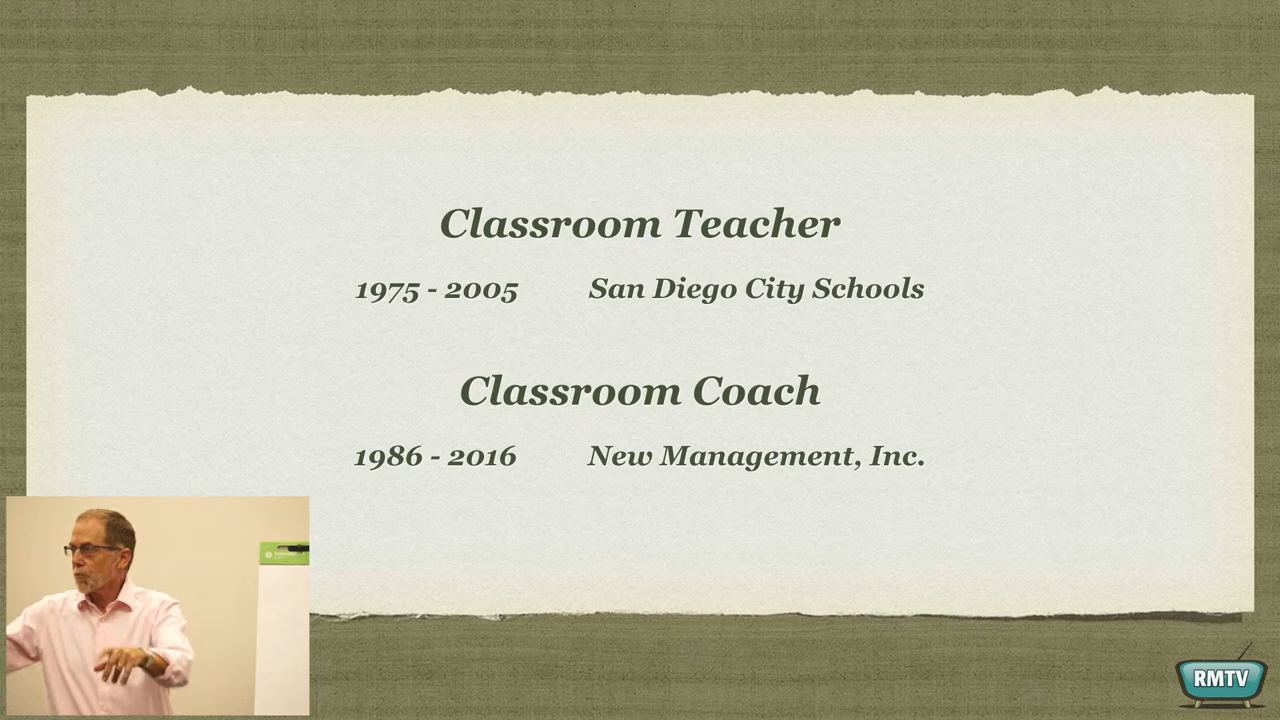 Classroom Teacher
1975 - 2005 San Diego City Schools
Classroom Coach
1986 - 2016 New Management, Inc.
RMTV